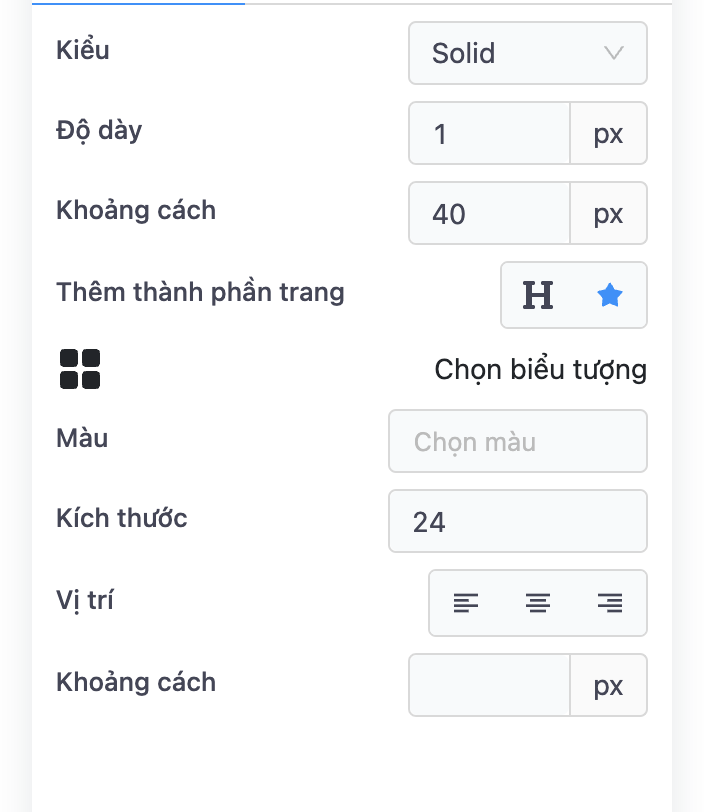 Kiểu
Solid
Độ dày
1 px
Khoảng cách
40 px
Thêm thành phần trang
H
Chọn biểu tượng
Màu
Chọn màu
Kích thước
24
Vị trí
Khoảng cách
px